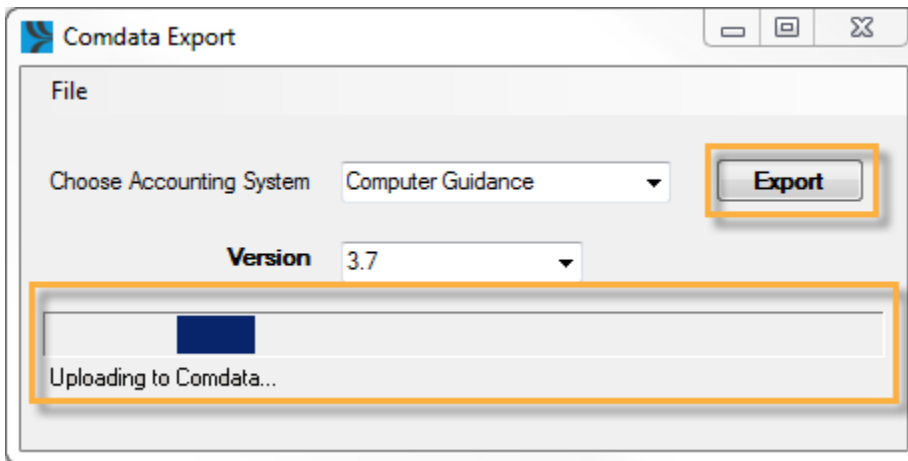 Comdata Export
File
Choose Accounting System Computer Guidance Export
Version 3.7
Uploading to Comdata...